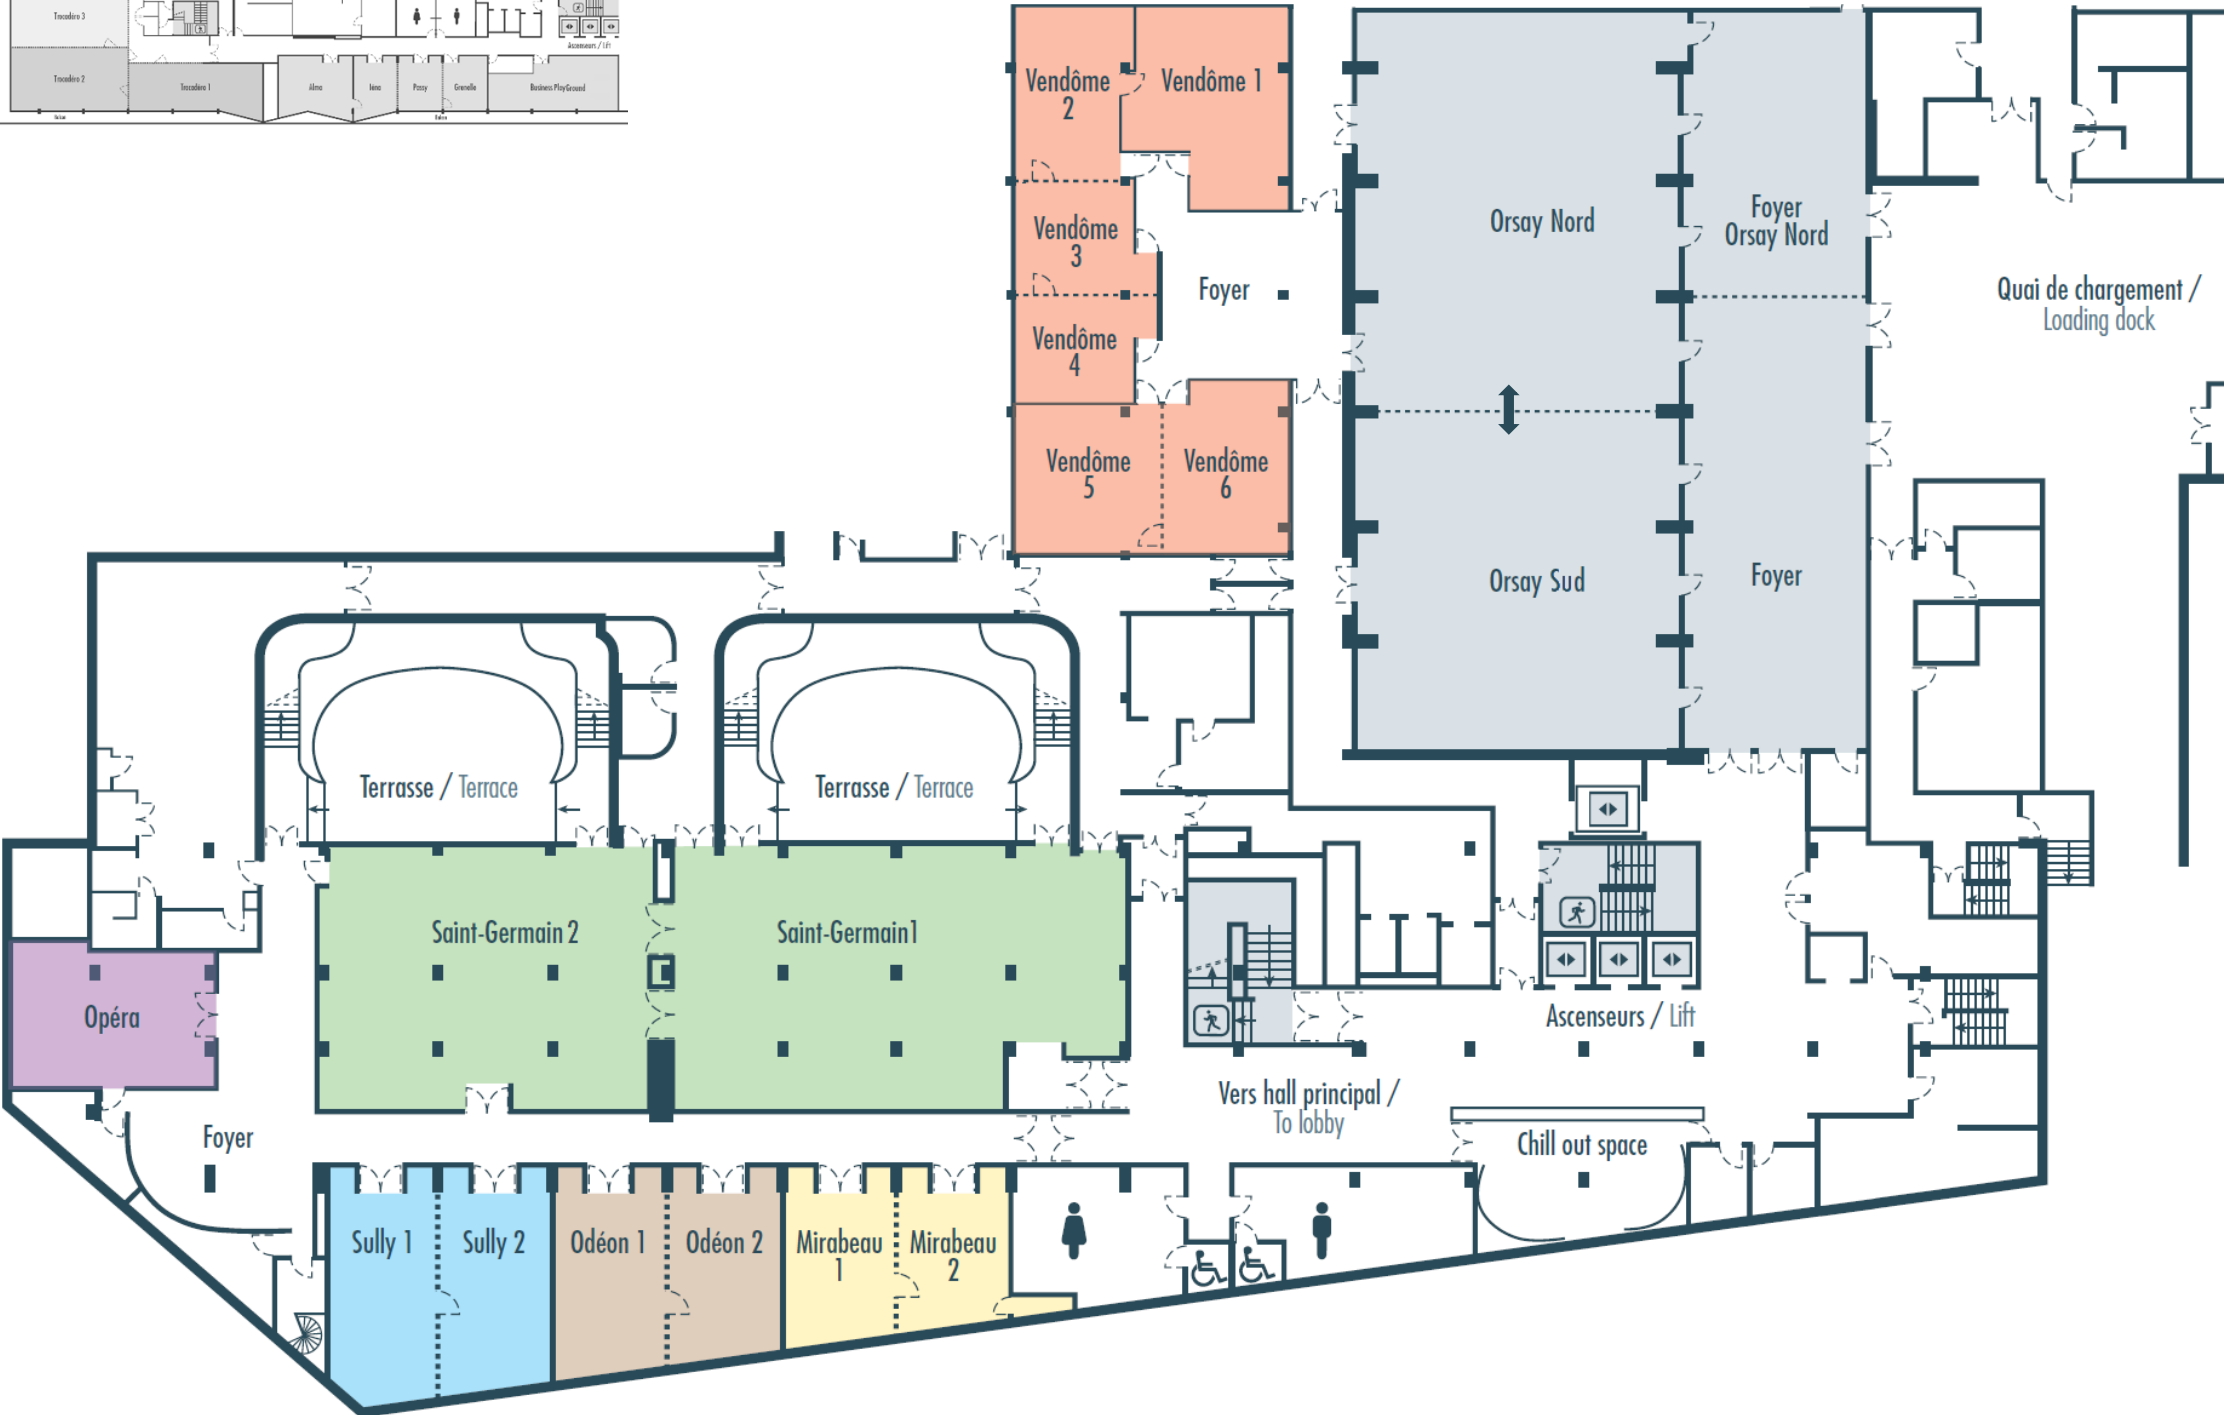 Trocadéro 3
Ascenseurs / Lift
Trocadéro 2
Trocadéro 1
Alma
Iéna
Passy
Grenelle
Business PlayGround
Vendôme
2
Vendôme 1
Vendôme
3
Vendôme
4
Vendôme
5
Vendôme
6
Foyer
Orsay Nord
Foyer
Orsay Nord
Quai de chargement /
Loading dock
Orsay Sud
Foyer
Terrasse / Terrace
Terrasse / Terrace
Saint-Germain 2
Saint-Germain1
Opéra
Ascenseurs / Lift
Vers hall principal /
To lobby
Foyer
Chill out space
Sully 1
Sully 2
Odéon 1
Odéon 2
Mirabeau
1
Mirabeau
2